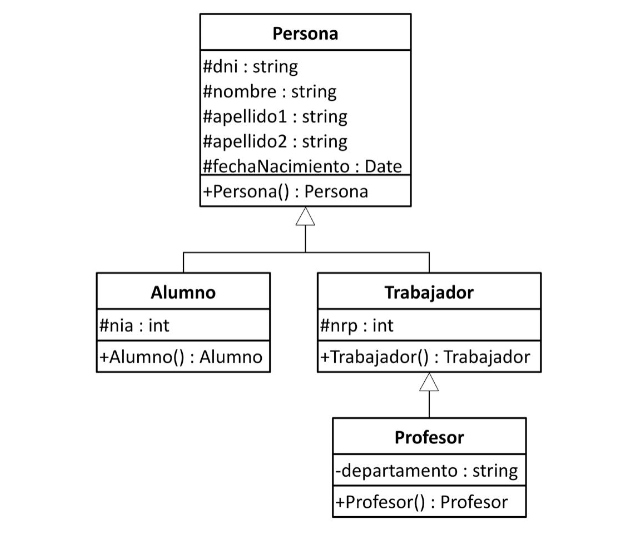 Persona
#dni : string
#nombre : string
#apellido1 : string
#apellido2 : string
#fechaNacimiento : Date
+Persona() : Persona
Alumno
#nia : int
+Alumno() : Alumno
Trabajador
#nrp : int
+Trabajador() : Trabajador
Profesor
-departamento : string
+Profesor() : Profesor